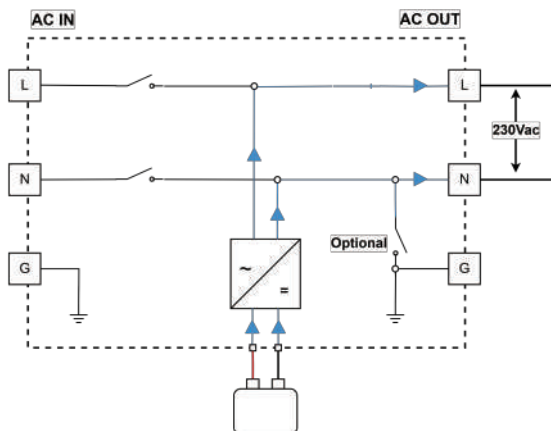 AC IN
AC OUT
L
L
230Vac
N
N
Optional
G
G
~
=